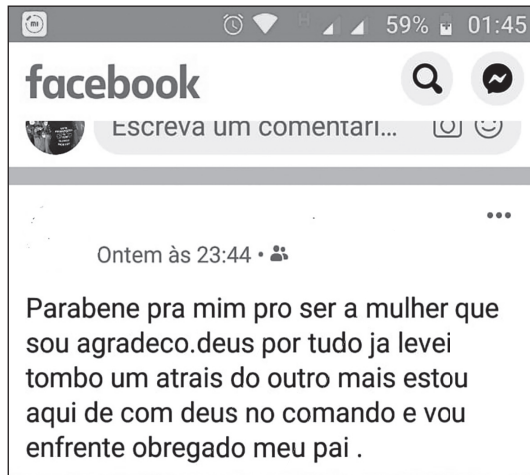 mi 59% 01:45
facebook
Escreva um comentári...
Ontem às 23:44 •
Parabene pra mim pro ser a mulher que
sou agradeco.deus por tudo ja levei
tombo um atrais do outro mais estou
aqui de com deus no comando e vou
enfrente obregado meu pai .